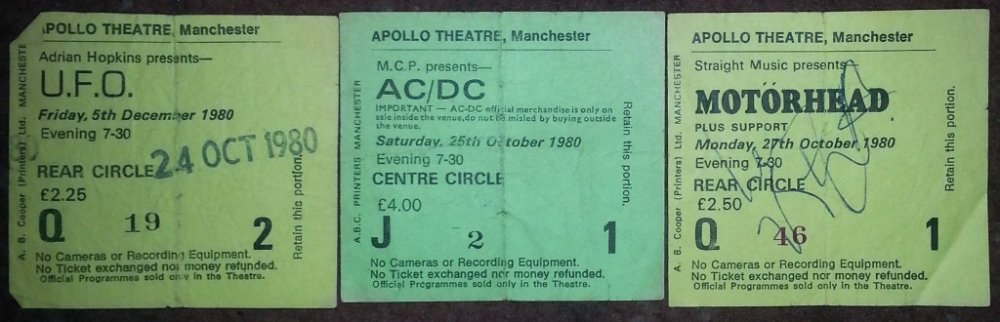 APOLLO THEATRE, Manchester
Adrian Hopkins presents—
U.F.O.
Friday, 5th December 1980
Evening 7-30
24 OCT 1980
REAR CIRCLE
£2.25
Q 19 2
No Cameras or Recording Equipment.
No Ticket exchanged nor money refunded.
Official Programmes sold only in the Theatre.
A. B. Cooper (Printers) Ltd. MANCHESTER
Retain this portion.
APOLLO THEATRE, Manchester
M.C.P. presents—
AC/DC
IMPORTANT — AC-DC official merchandise is only on
sale inside the venue, do not be misled by buying outside
the venue.
Saturday, 25th October 1980
Evening 7-30
CENTRE CIRCLE
£4.00
J 2 1
No Cameras or Recording Equipment.
No Ticket exchanged nor money refunded.
Official Programmes sold only in the Theatre.
A.B.C. PRINTERS MANCHESTER
Retain this portion.
APOLLO THEATRE, Manchester
Straight Music presents—
MOTÖRHEAD
PLUS SUPPORT
Monday, 27th October 1980
Evening 7-30
REAR CIRCLE
£2.50
Q 46 1
No Cameras or Recording Equipment.
No Ticket exchanged nor money refunded.
Official Programmes sold only in the Theatre.
A. B. Cooper (Printers) Ltd. MANCHESTER
Retain this portion.